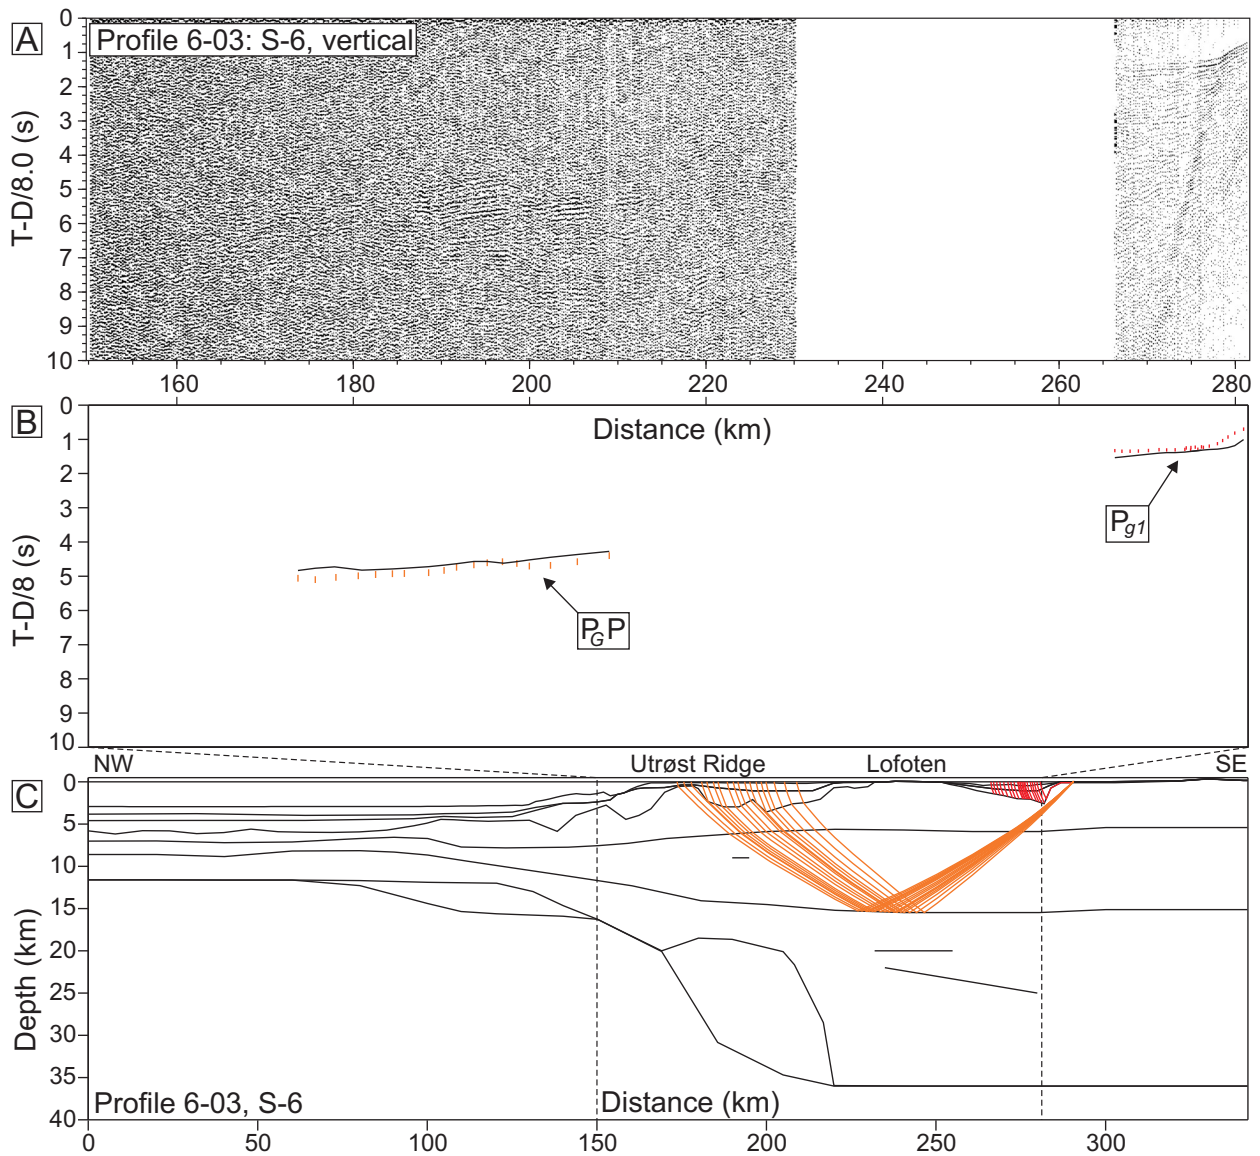 A
Profile 6-03: S-6, vertical
T-D/8.0 (s)
0
1
2
3
4
5
6
7
8
9
10
160 180 200 220 240 260 280
B
Distance (km)
T-D/8 (s)
0
1
2
3
4
5
6
7
8
9
10
Pg1
PGP
C
NW Utrøst Ridge Lofoten SE
Depth (km)
0
5
10
15
20
25
30
35
40
Profile 6-03, S-6
Distance (km)
0 50 100 150 200 250 300